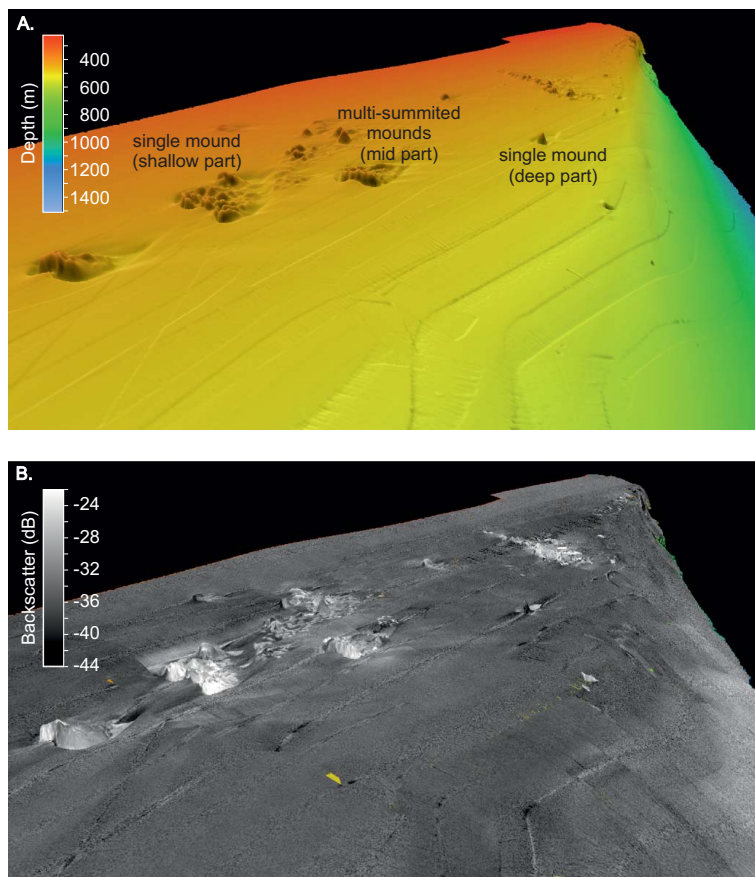 A.
Depth (m)
400
600
800
1000
1200
1400
single mound
(shallow part)
multi-summited
mounds
(mid part)
single mound
(deep part)
B.
Backscatter (dB)
-24
-28
-32
-36
-40
-44